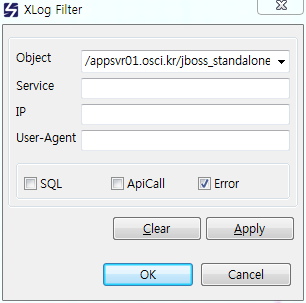 XLog Filter
Object
/appsvr01.osci.kr/jboss_standalone
Service
IP
User-Agent
SQL ApiCall Error
Clear Apply
OK Cancel